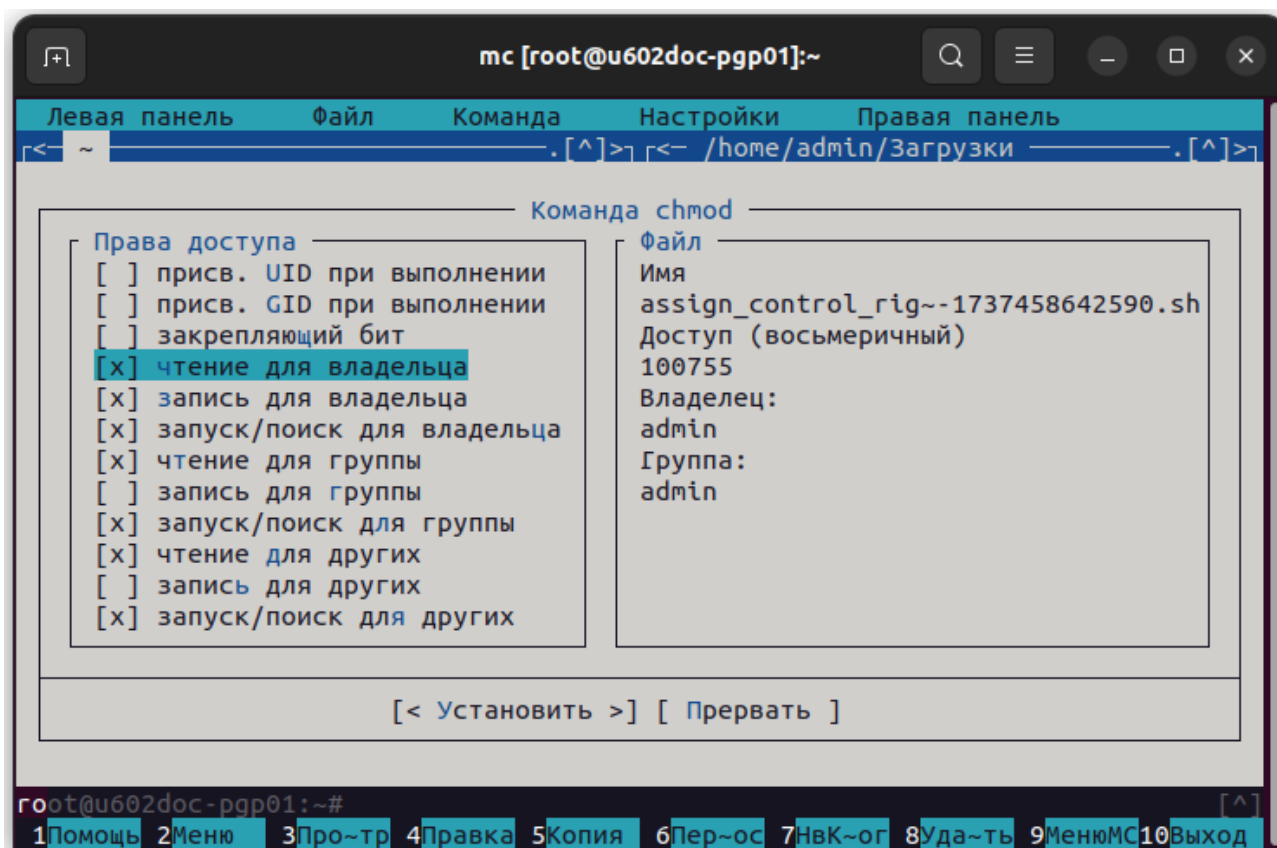 mc [root@u602doc-pgp01]:~
Левая панель Файл Команда Настройки Правая панель
<─ ~ ─.[^]> <─ /home/admin/Загрузки ─.[^]>
Команда chmod
Права доступа
[ ] присв. UID при выполнении
[ ] присв. GID при выполнении
[ ] закрепляющий бит
[x] чтение для владельца
[x] запись для владельца
[x] запуск/поиск для владельца
[x] чтение для группы
[ ] запись для группы
[x] запуск/поиск для группы
[x] чтение для других
[ ] запись для других
[x] запуск/поиск для других
Файл
Имя
assign_control_rig~-1737458642590.sh
Доступ (восьмеричный)
100755
Владелец:
admin
Группа:
admin
[< Установить >] [ Прервать ]
root@u602doc-pgp01:~# [^]
1Помощь 2Меню 3Про~тр 4Правка 5Копия 6Пер~ос 7НвК~ог 8Уда~ть 9МенюМС 10Выход